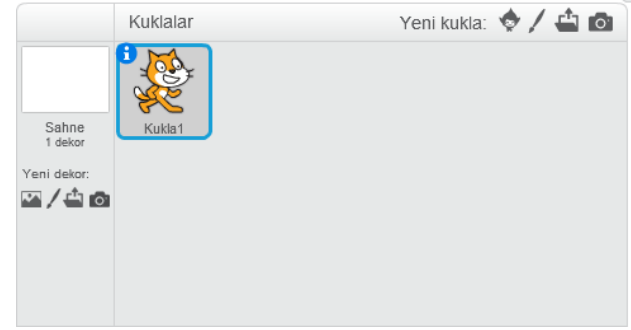 Kuklalar
Yeni kukla:
Kukla1
Sahne
1 dekor
Yeni dekor: